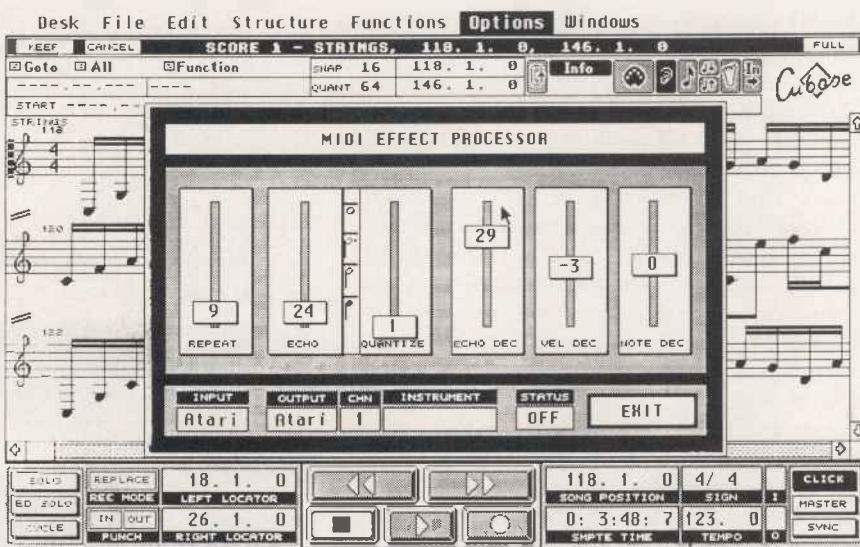 Desk File Edit Structure Functions Options Windows
KEEP CANCEL SCORE 1 - STRINGS, 118. 1. 0, 146. 1. 0 FULL
Goto All Function SNAP 16 118. 1. 0 Info In
----.--.--- ---- QUANT 64 146. 1. 0 Cubase
START ----.--
STRINGS
118
4
4
120
122
MIDI EFFECT PROCESSOR
9 24 1 29 -3 0
REPEAT ECHO QUANTIZE ECHO DEC VEL DEC NOTE DEC
INPUT OUTPUT CHN INSTRUMENT STATUS
Atari Atari 1 OFF EXIT
SOLO REPLACE 18. 1. 0 118. 1. 0 4/ 4 CLICK
REC MODE LEFT LOCATOR SONG POSITION SIGN I
ED SOLO MASTER
CYCLE IN OUT 26. 1. 0 0: 3:48: 7 123. 0 SYNC
PUNCH RIGHT LOCATOR SMPTE TIME TEMPO O